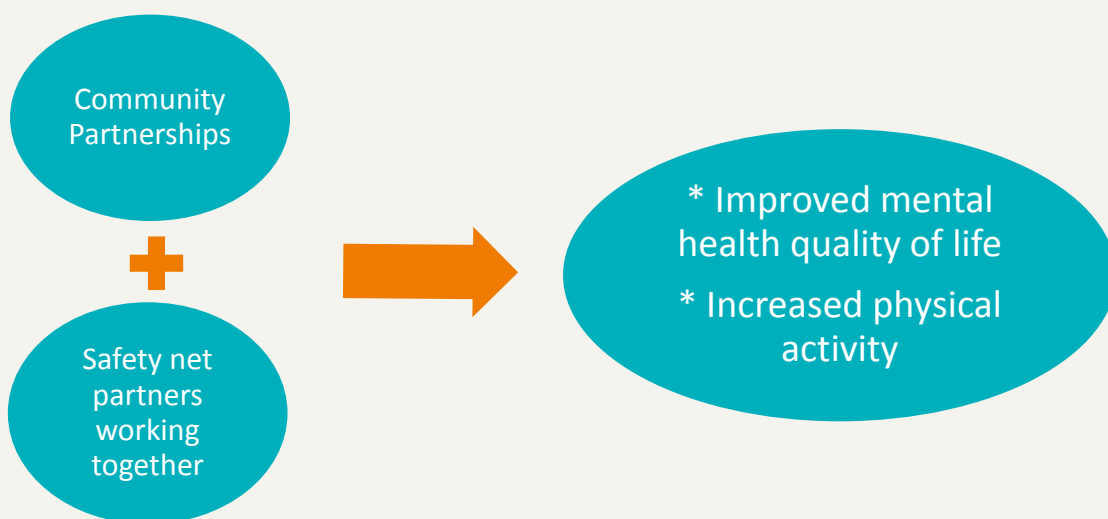 Community
Partnerships
Safety net
partners
working
together
* Improved mental
health quality of life
* Increased physical
activity